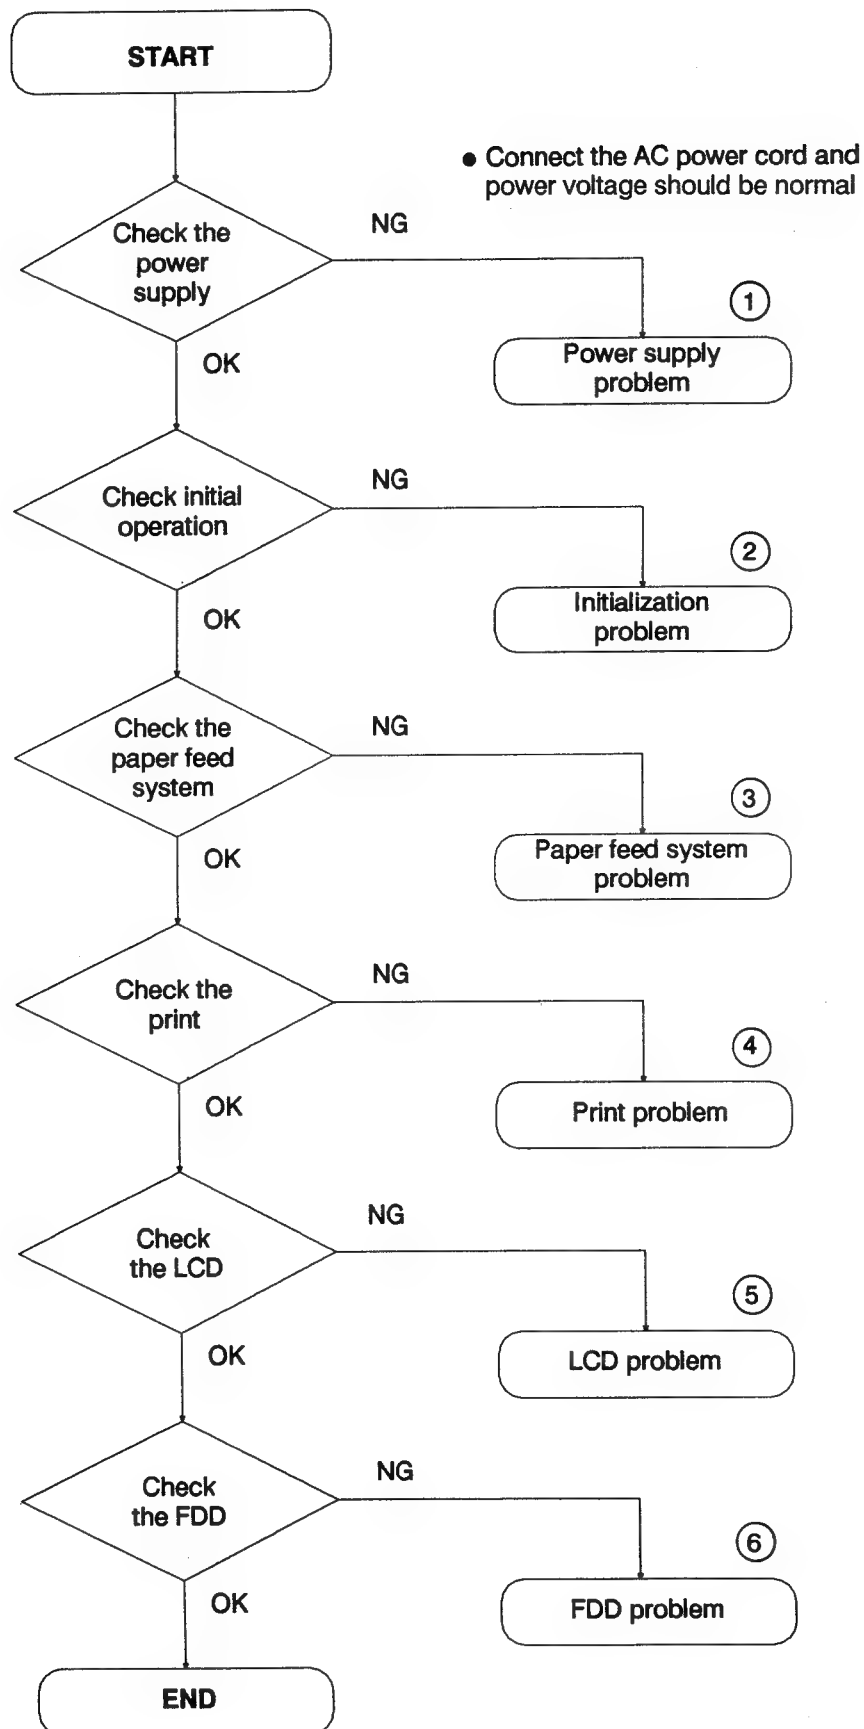 START
● Connect the AC power cord and
power voltage should be normal
Check the
power
supply
NG
①
Power supply
problem
OK
Check initial
operation
NG
②
Initialization
problem
OK
Check the
paper feed
system
NG
③
Paper feed system
problem
OK
Check the
print
NG
④
Print problem
OK
Check
the LCD
NG
⑤
LCD problem
OK
Check
the FDD
NG
⑥
FDD problem
OK
END